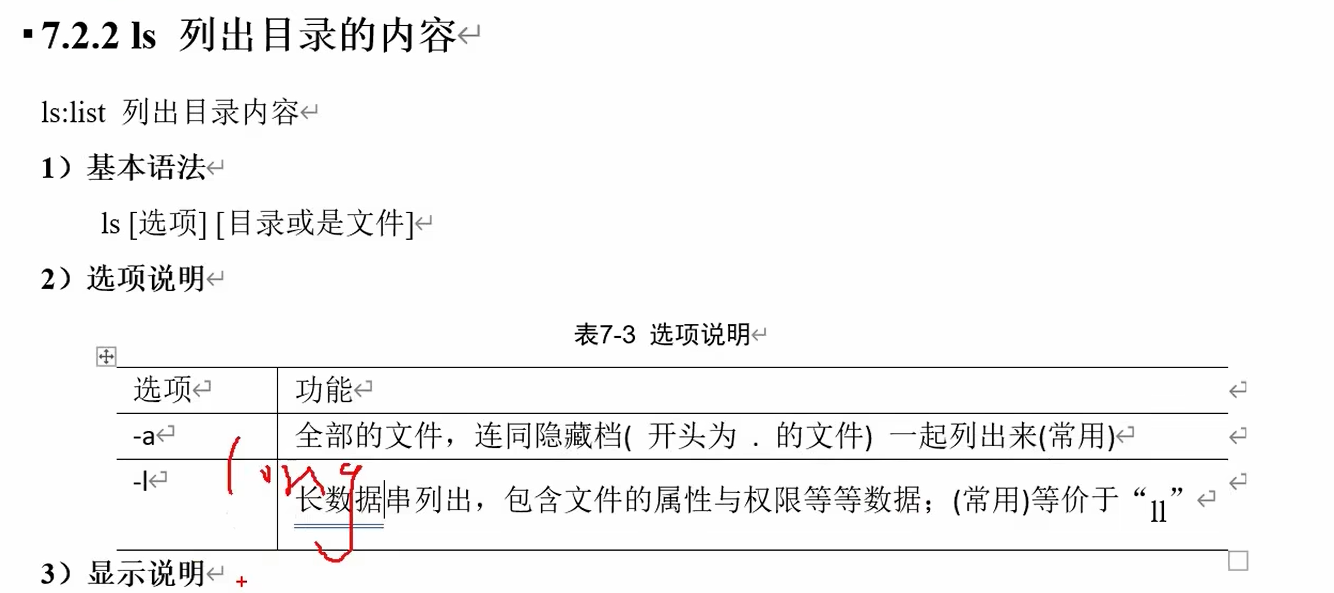 7.2.2 ls 列出目录的内容
ls:list 列出目录内容
1）基本语法
ls [选项] [目录或是文件]
2）选项说明
表7-3 选项说明
选项 功能
-a 全部的文件，连同隐藏档( 开头为 . 的文件) 一起列出来(常用)
-l 长数据串列出，包含文件的属性与权限等等数据；(常用)等价于“ll”
long
3）显示说明